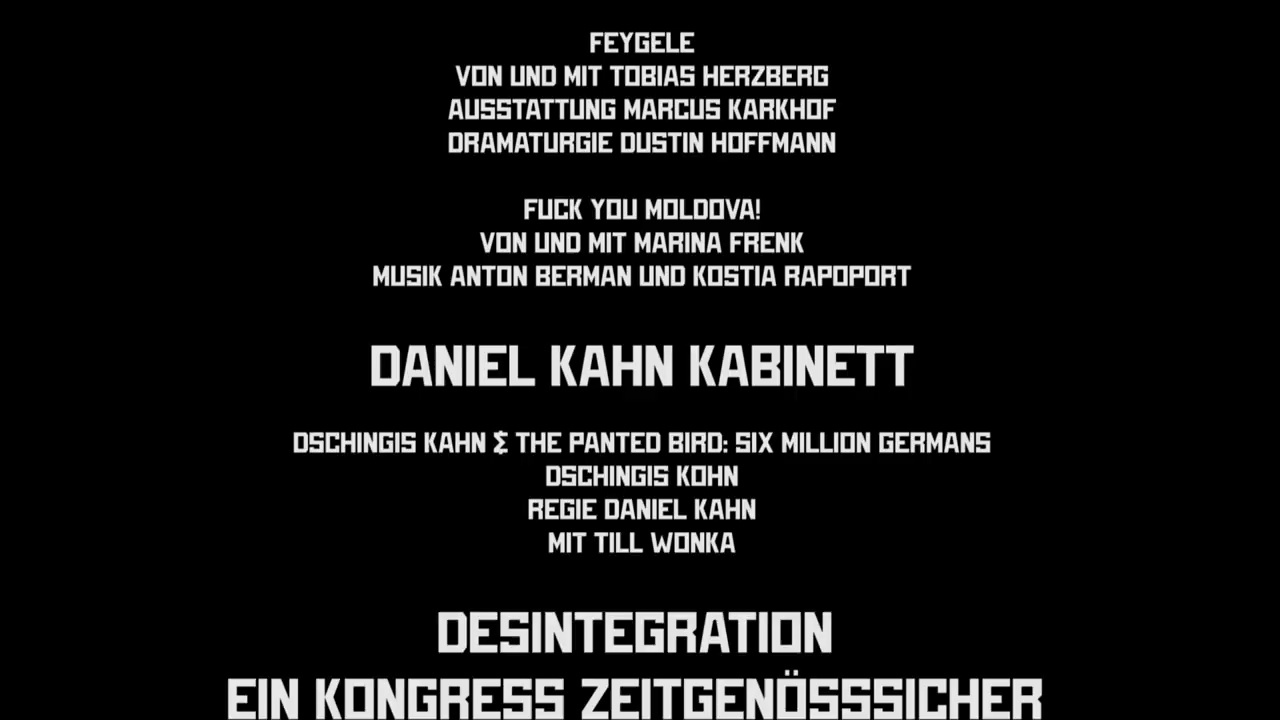 FEYGELE
VON UND MIT TOBIAS HERZBERG
AUSSTATTUNG MARCUS KARKHOF
DRAMATURGIE DUSTIN HOFFMANN
FUCK YOU MOLDOVA!
VON UND MIT MARINA FRENK
MUSIK ANTON BERMAN UND KOSTIA RAPOPORT
DANIEL KAHN KABINETT
DSCHINGIS KAHN & THE PANTED BIRD: SIX MILLION GERMANS
DSCHINGIS KOHN
REGIE DANIEL KAHN
MIT TILL WONKA
DESINTEGRATION
EIN KONGRESS ZEITGENÖSSSICHER